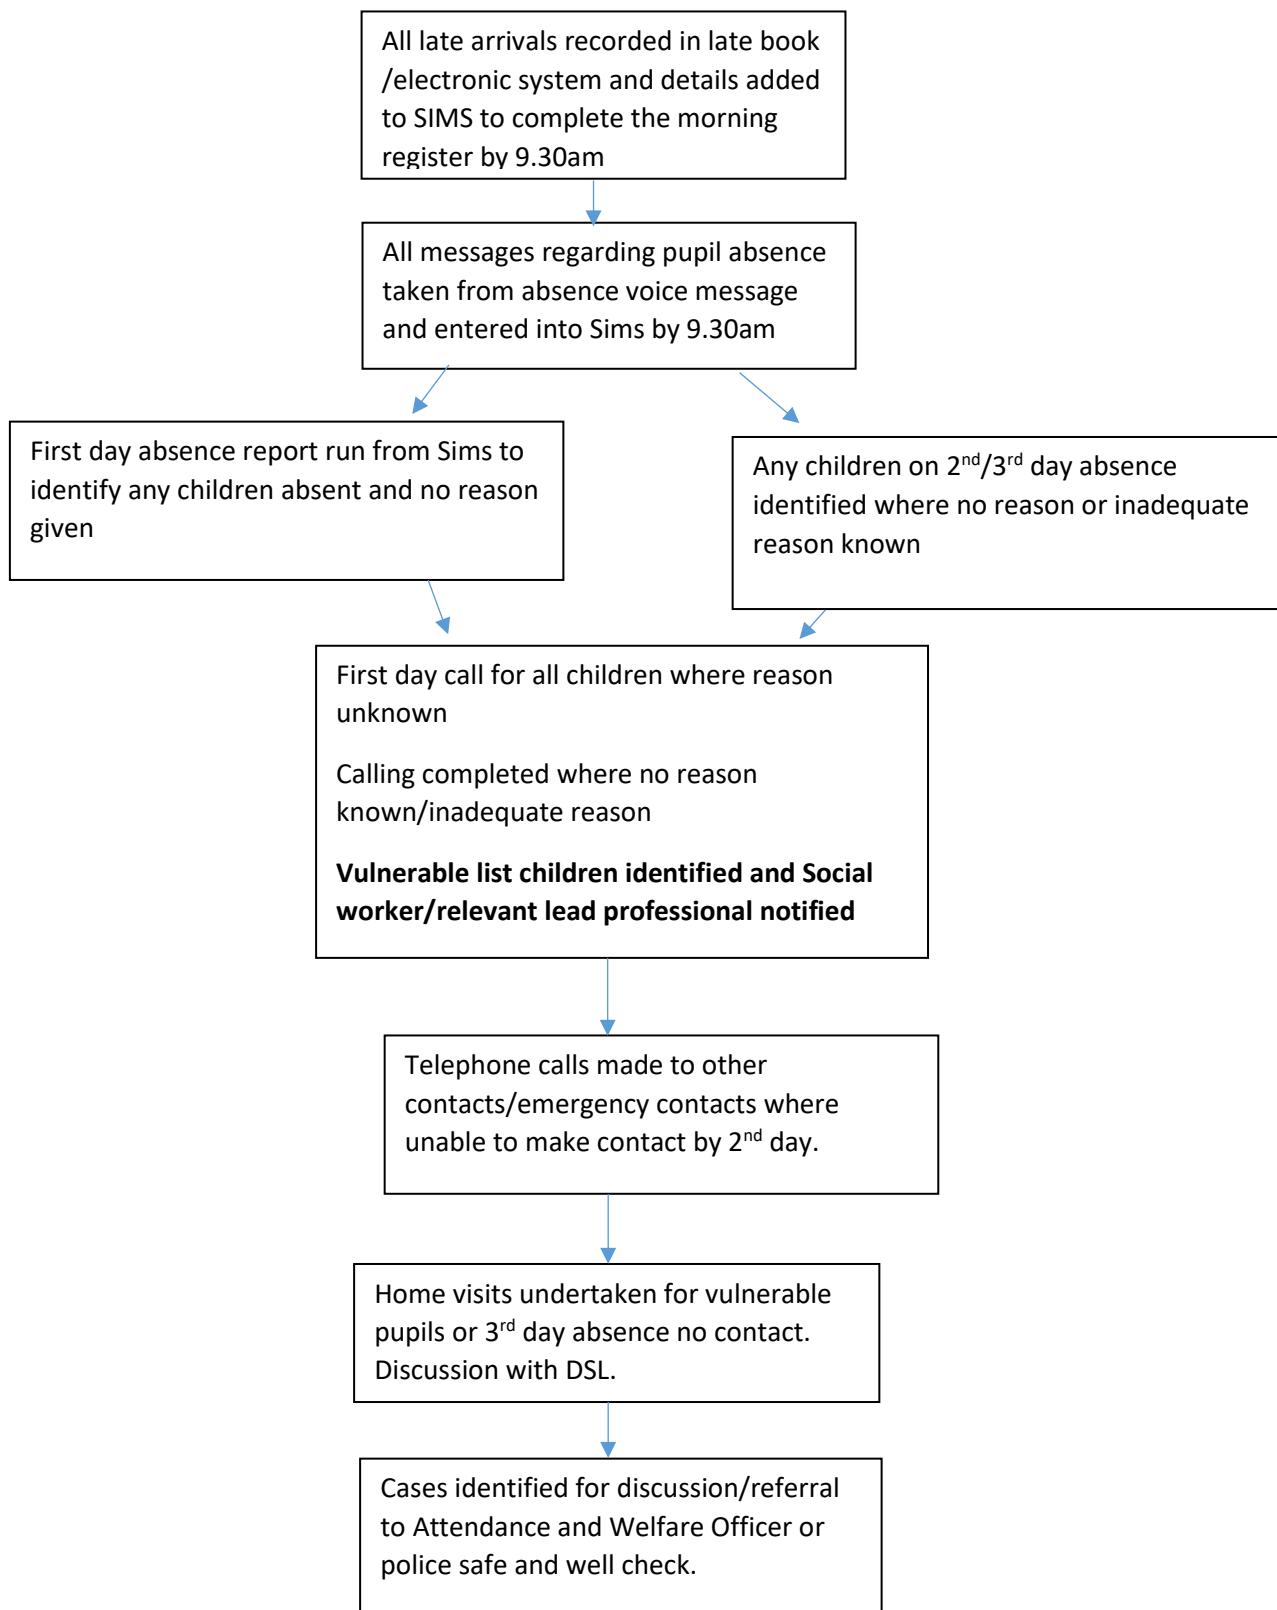 All late arrivals recorded in late book
/electronic system and details added
to SIMS to complete the morning
register by 9.30am
All messages regarding pupil absence
taken from absence voice message
and entered into Sims by 9.30am
First day absence report run from Sims to
identify any children absent and no reason
given
Any children on 2nd/3rd day absence
identified where no reason or inadequate
reason known
First day call for all children where reason
unknown
Calling completed where no reason
known/inadequate reason
Vulnerable list children identified and Social
worker/relevant lead professional notified
Telephone calls made to other
contacts/emergency contacts where
unable to make contact by 2nd day.
Home visits undertaken for vulnerable
pupils or 3rd day absence no contact.
Discussion with DSL.
Cases identified for discussion/referral
to Attendance and Welfare Officer or
police safe and well check.